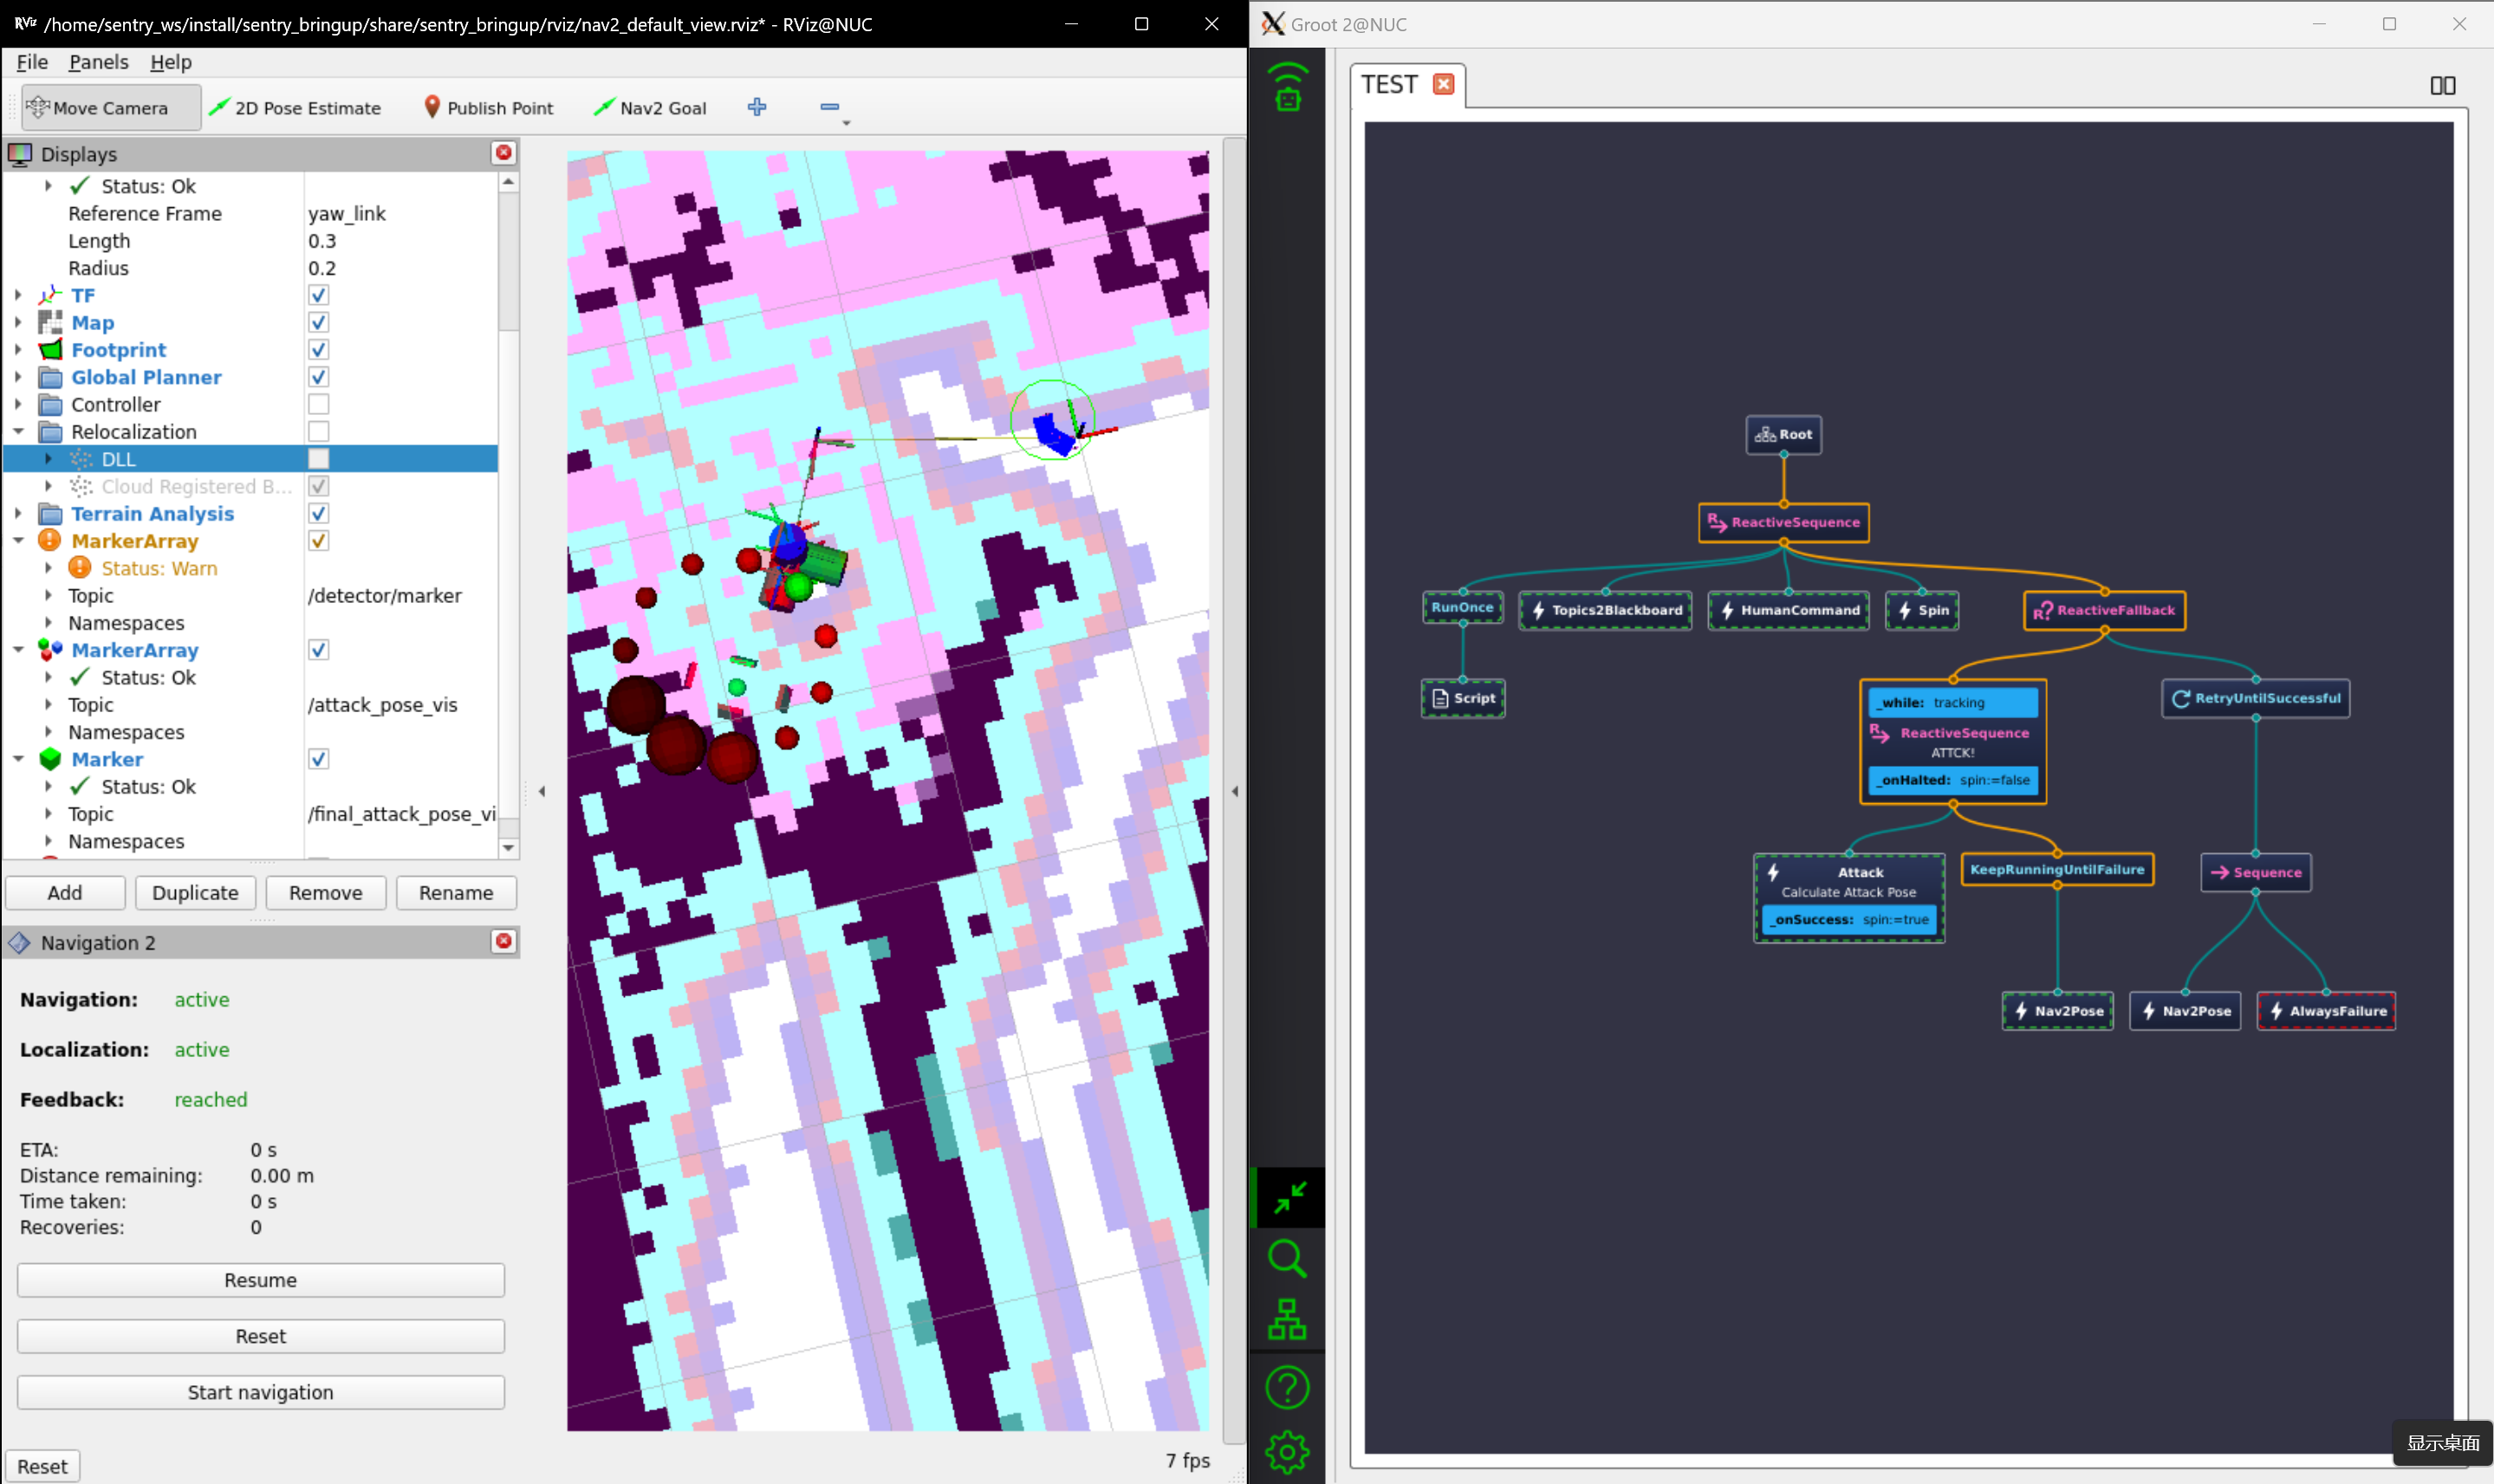 RViz /home/sentry_ws/install/sentry_bringup/share/sentry_bringup/rviz/nav2_default_view.rviz* - RViz@NUC
File Panels Help
Move Camera 2D Pose Estimate Publish Point Nav2 Goal
Displays
Status: Ok
Reference Frame yaw_link
Length 0.3
Radius 0.2
TF
Map
Footprint
Global Planner
Controller
Relocalization
DLL
Cloud Registered B...
Terrain Analysis
MarkerArray
Status: Warn
Topic /detector/marker
Namespaces
MarkerArray
Status: Ok
Topic /attack_pose_vis
Namespaces
Marker
Status: Ok
Topic /final_attack_pose_vi
Namespaces
Add Duplicate Remove Rename
Navigation 2
Navigation: active
Localization: active
Feedback: reached
ETA: 0 s
Distance remaining: 0.00 m
Time taken: 0 s
Recoveries: 0
Resume
Reset
Start navigation
Reset
7 fps
Groot 2@NUC
TEST
Root
R ReactiveSequence
RunOnce Topics2Blackboard HumanCommand Spin R? ReactiveFallback
Script
_while: tracking
R ReactiveSequence
ATTCK!
_onHalted: spin:=false
RetryUntilSuccessful
Attack
Calculate Attack Pose
_onSuccess: spin:=true
KeepRunningUntilFailure
Sequence
Nav2Pose Nav2Pose AlwaysFailure
显示桌面